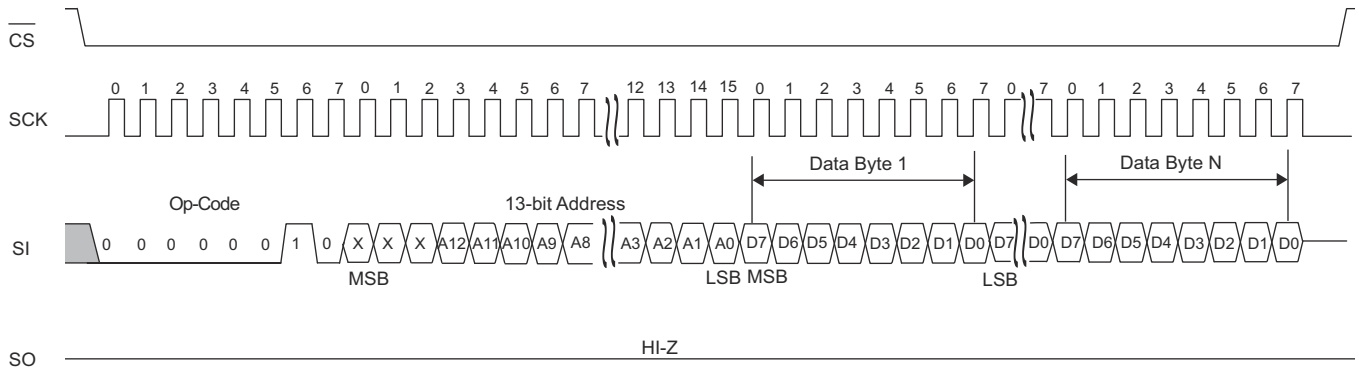 CS
0 1 2 3 4 5 6 7 0 1 2 3 4 5 6 7 12 13 14 15 0 1 2 3 4 5 6 7 0 7 0 1 2 3 4 5 6 7
SCK
Data Byte 1 Data Byte N
Op-Code 13-bit Address
SI 0 0 0 0 0 0 1 0 X X X A12 A11 A10 A9 A8 A3 A2 A1 A0 D7 D6 D5 D4 D3 D2 D1 D0 D7 D0 D7 D6 D5 D4 D3 D2 D1 D0
MSB LSB MSB LSB
HI-Z
SO